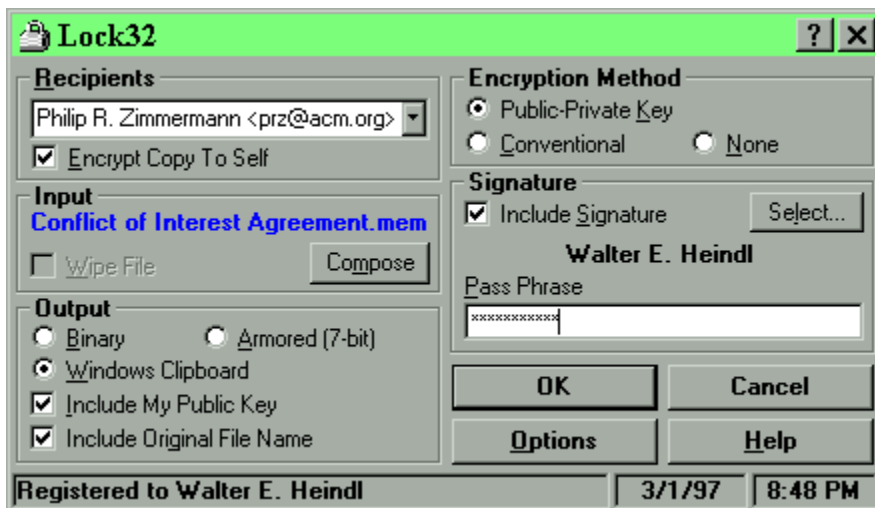 Lock32
?
Recipients
Philip R. Zimmermann <prz@acm.org>
Encrypt Copy To Self
Input
Conflict of Interest Agreement.mem
Wipe File
Compose
Output
Binary
Armored (7-bit)
Windows Clipboard
Include My Public Key
Include Original File Name
Encryption Method
Public-Private Key
Conventional
None
Signature
Include Signature
Select...
Walter E. Heindl
Pass Phrase
***********
OK
Cancel
Options
Help
Registered to Walter E. Heindl
3/1/97
8:48 PM